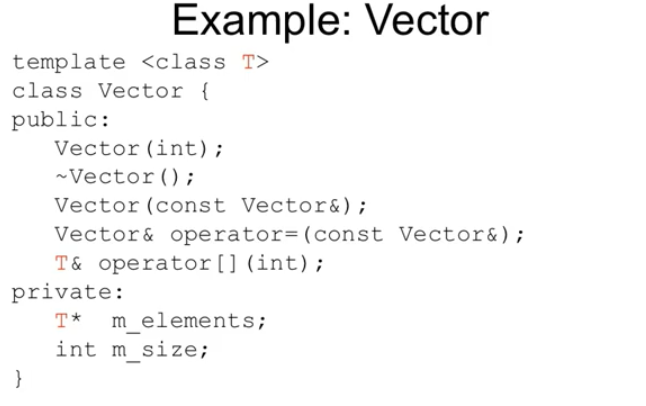 Example: Vector
template <class T>
class Vector {
public:
Vector(int);
~Vector();
Vector(const Vector&);
Vector& operator=(const Vector&);
T& operator[](int);
private:
T* m_elements;
int m_size;
}